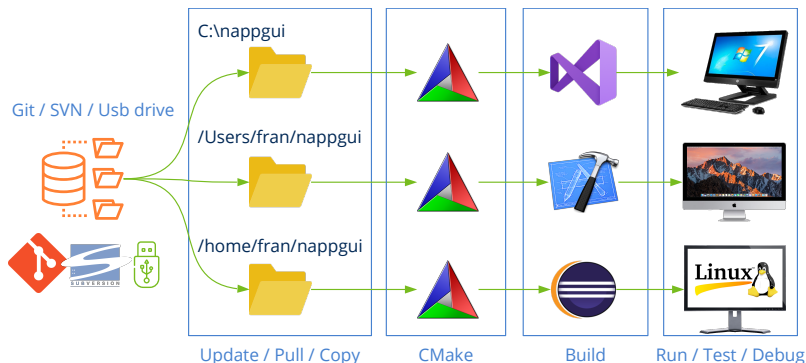 C:\nappgui
Git / SVN / Usb drive
/Users/fran/nappgui
/home/fran/nappgui
SUBVERSION
7
Linux
Update / Pull / Copy
CMake
Build
Run / Test / Debug